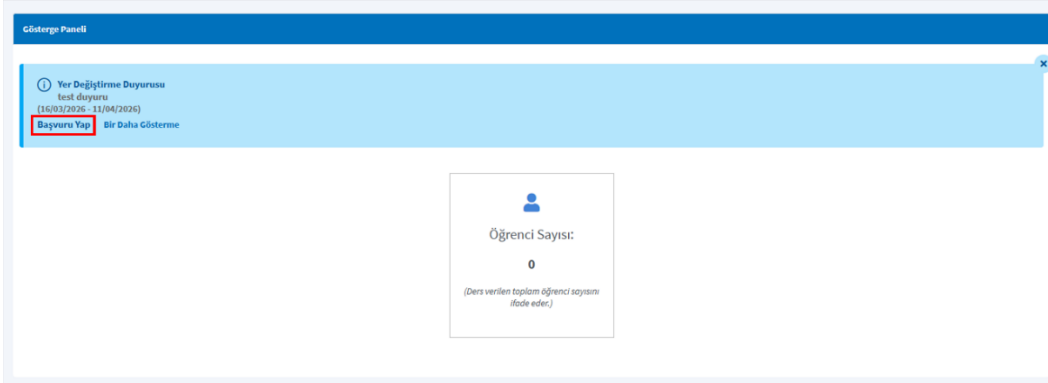 Gösterge Paneli
Yer Değiştirme Duyurusu
test duyuru
(16/03/2026 - 11/04/2026)
Başvuru Yap Bir Daha Gösterme
Öğrenci Sayısı:
0
(Ders verilen toplam öğrenci sayısını
ifade eder.)